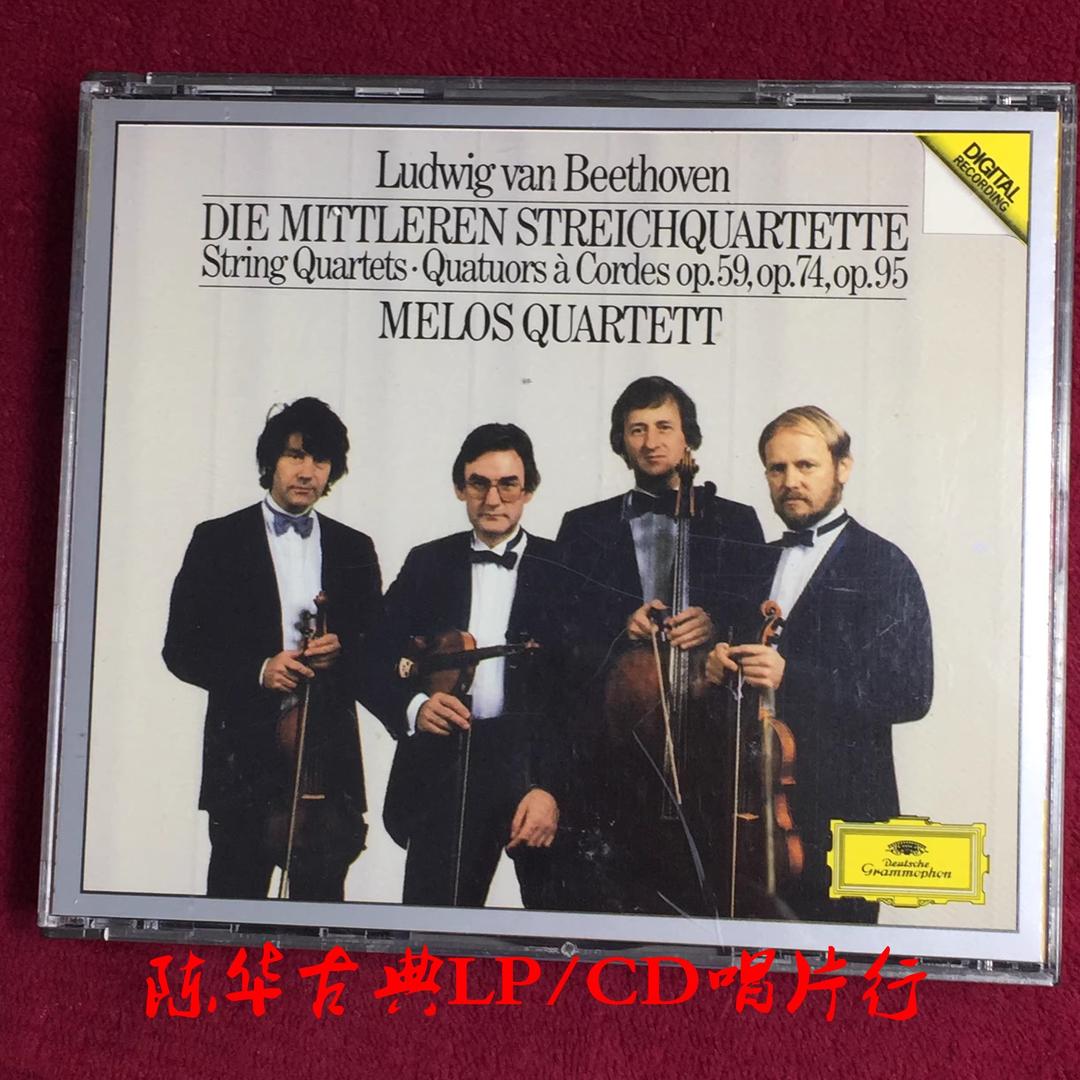 Ludwig van Beethoven
DIGITAL
RECORDING
DIE MITTLEREN STREICHQUARTETTE
String Quartets · Quatuors à Cordes op.59, op.74, op.95
MELOS QUARTETT
Deutsche
Grammophon
陈华古典LP/CD唱片行